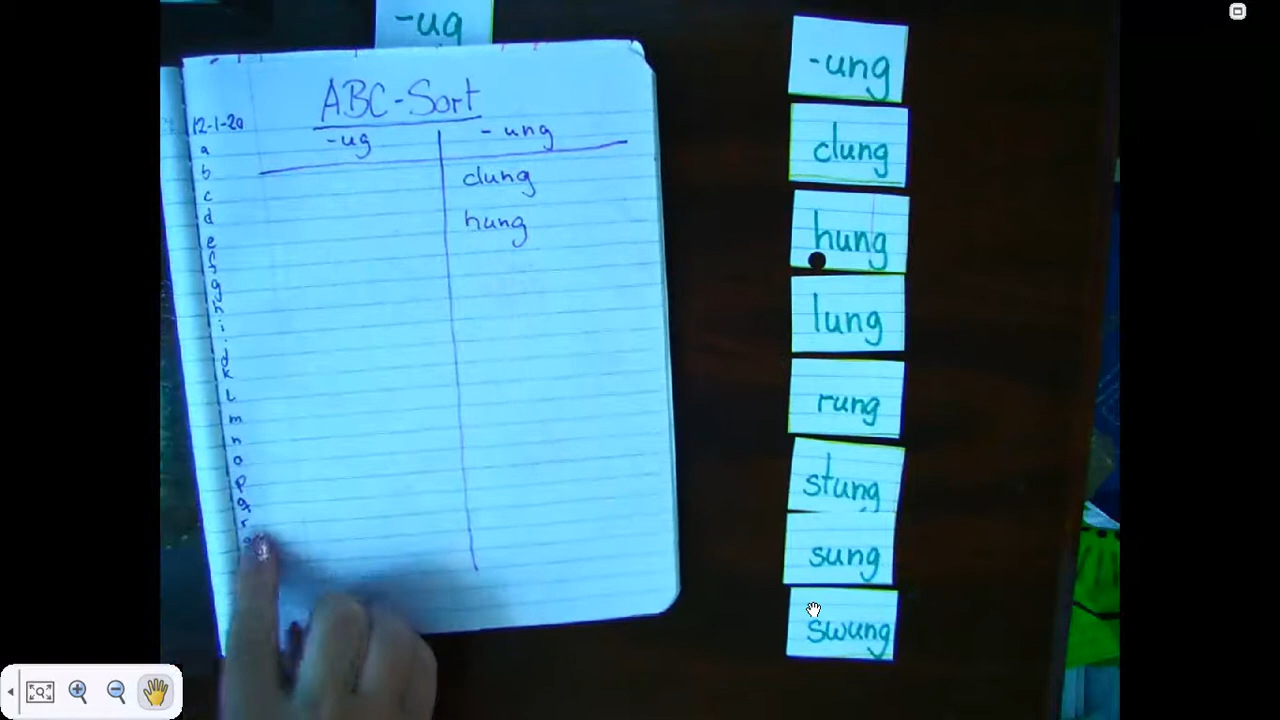 -ug
ABC-Sort
12-1-20
-ug
-ung
a
b
c
d
e
f
g
h
i
j
k
L
m
n
o
p
q
r
clung
hung
-ung
clung
hung
lung
rung
stung
sung
swung